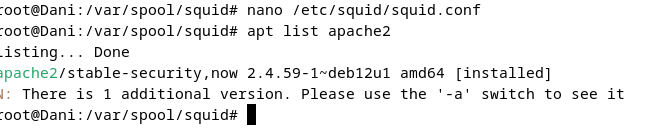 root@Dani:/var/spool/squid# nano /etc/squid/squid.conf
root@Dani:/var/spool/squid# apt list apache2
Listing... Done
apache2/stable-security,now 2.4.59-1~deb12u1 amd64 [installed]
N: There is 1 additional version. Please use the '-a' switch to see it
root@Dani:/var/spool/squid#